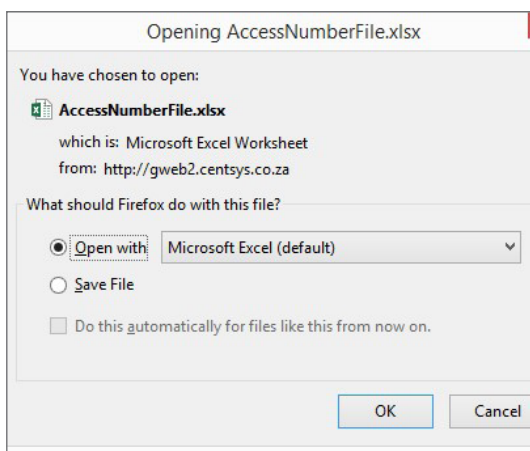 Opening AccessNumberFile.xlsx
You have chosen to open:
AccessNumberFile.xlsx
which is: Microsoft Excel Worksheet
from: http://gweb2.centsys.co.za
What should Firefox do with this file?
Open with Microsoft Excel (default)
Save File
Do this automatically for files like this from now on.
OK Cancel